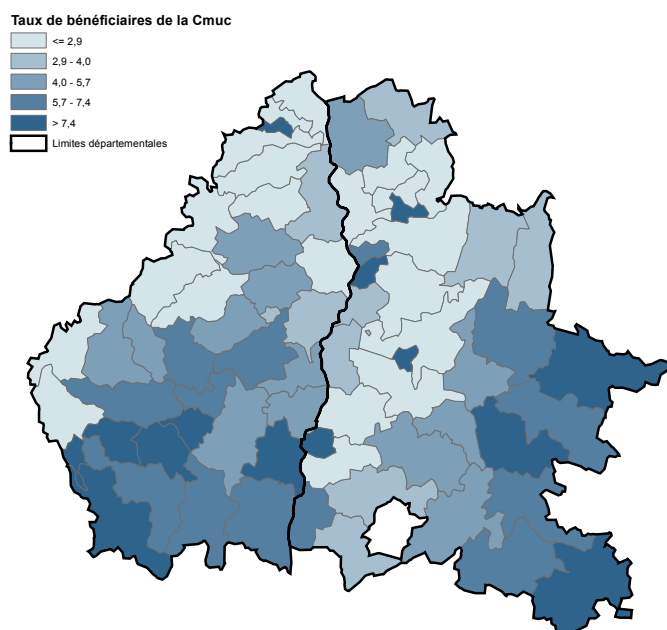 Taux de bénéficiaires de la Cmuc
<= 2,9
2,9 - 4,0
4,0 - 5,7
5,7 - 7,4
> 7,4
Limites départementales